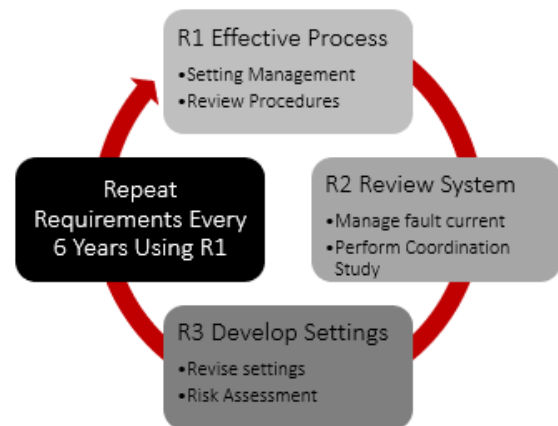 R1 Effective Process
•Setting Management
•Review Procedures
R2 Review System
•Manage fault current
•Perform Coordination
Study
R3 Develop Settings
•Revise settings
•Risk Assessment
Repeat
Requirements Every
6 Years Using R1